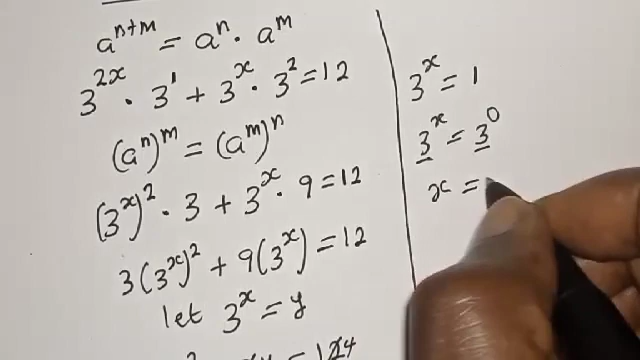 a^{n+m} = a^n · a^m
3^{2x} · 3^1 + 3^x · 3^2 = 12
(a^n)^m = (a^m)^n
(3^x)^2 · 3 + 3^x · 9 = 12
3(3^x)^2 + 9(3^x) = 12
let 3^x = y
3^x = 1
3^x = 3^0
x =